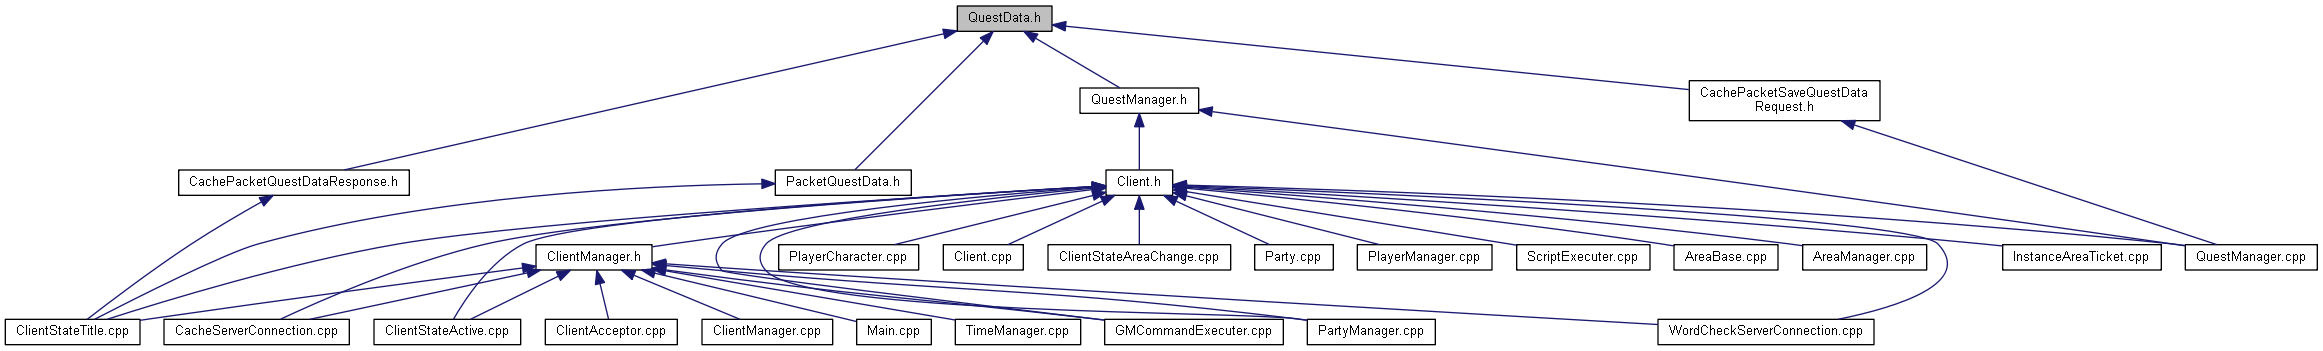 QuestData.h
CachePacketSaveQuestData
Request.h
QuestManager.h
CachePacketQuestDataResponse.h
PacketQuestData.h
Client.h
ClientManager.h
PlayerCharacter.cpp
Client.cpp
ClientStateAreaChange.cpp
Party.cpp
PlayerManager.cpp
ScriptExecuter.cpp
AreaBase.cpp
AreaManager.cpp
InstanceAreaTicket.cpp
QuestManager.cpp
ClientStateTitle.cpp
CacheServerConnection.cpp
ClientStateActive.cpp
ClientAcceptor.cpp
ClientManager.cpp
Main.cpp
TimeManager.cpp
GMCommandExecuter.cpp
PartyManager.cpp
WordCheckServerConnection.cpp